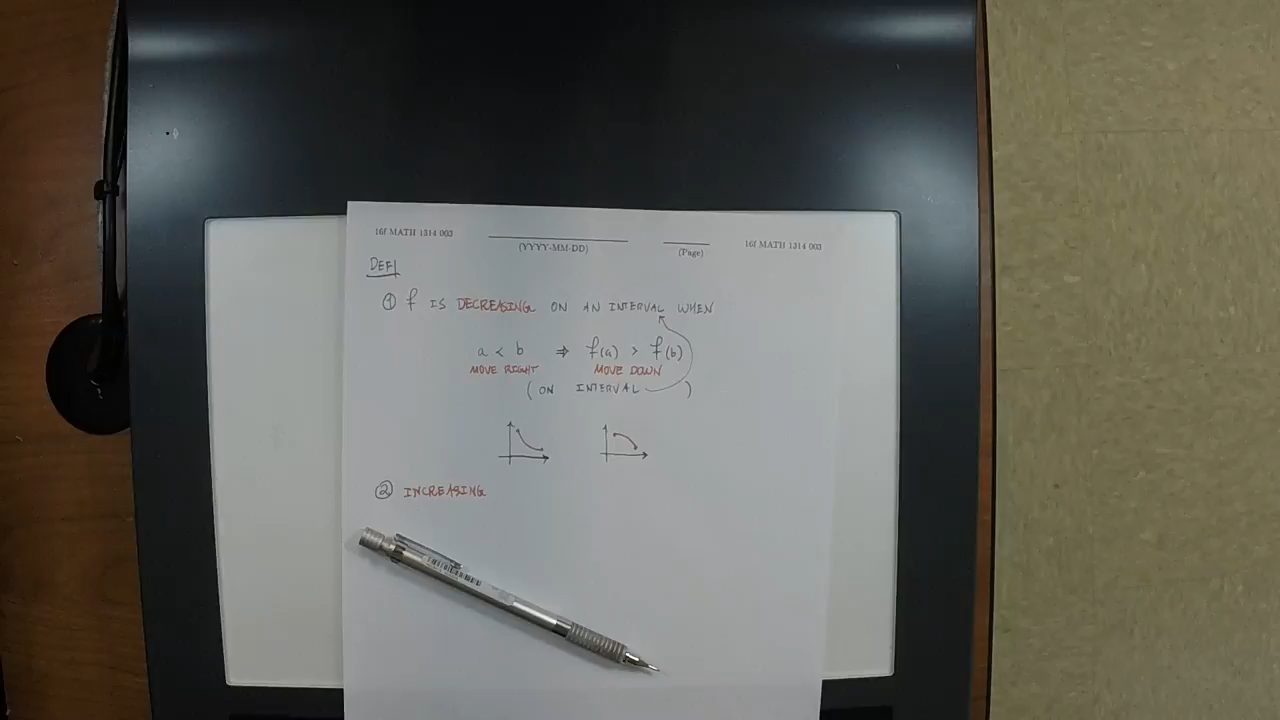 16f MATH 1314 003
(YYYY-MM-DD)
(Page)
16f MATH 1314 003
DEF
① f IS DECREASING ON AN INTERVAL WHEN
a < b ⇒ f(a) > f(b)
MOVE RIGHT MOVE DOWN
(ON INTERVAL)
② INCREASING